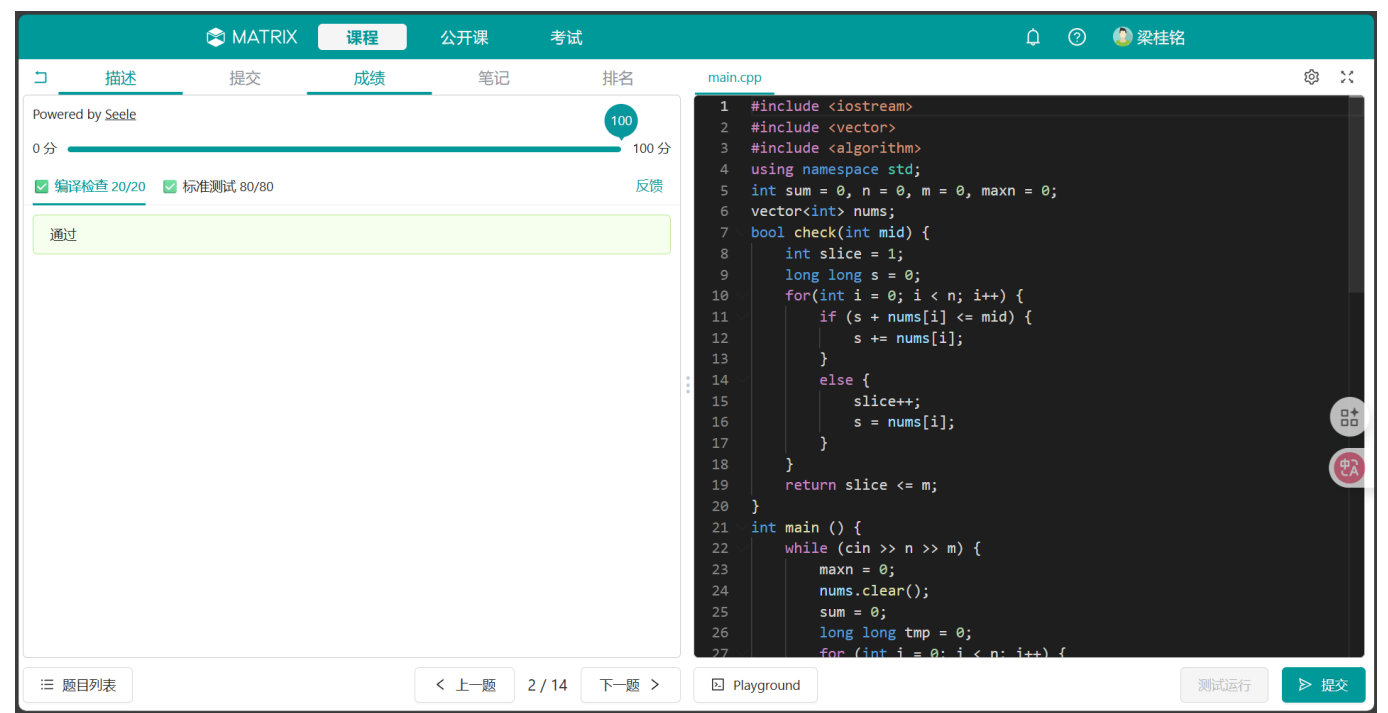 MATRIX 课程 公开课 考试 梁桂铭
描述 提交 成绩 笔记 排名
Powered by Seele
100
0 分 100 分
编译检查 20/20 标准测试 80/80 反馈
通过
题目列表 上一题 2 / 14 下一题
main.cpp
1 #include <iostream>
2 #include <vector>
3 #include <algorithm>
4 using namespace std;
5 int sum = 0, n = 0, m = 0, maxn = 0;
6 vector<int> nums;
7 bool check(int mid) {
8 int slice = 1;
9 long long s = 0;
10 for(int i = 0; i < n; i++) {
11 if (s + nums[i] <= mid) {
12 s += nums[i];
13 }
14 else {
15 slice++;
16 s = nums[i];
17 }
18 }
19 return slice <= m;
20 }
21 int main () {
22 while (cin >> n >> m) {
23 maxn = 0;
24 nums.clear();
25 sum = 0;
26 long long tmp = 0;
27 for (int i = 0; i < n; i++) {
Playground 测试运行 提交